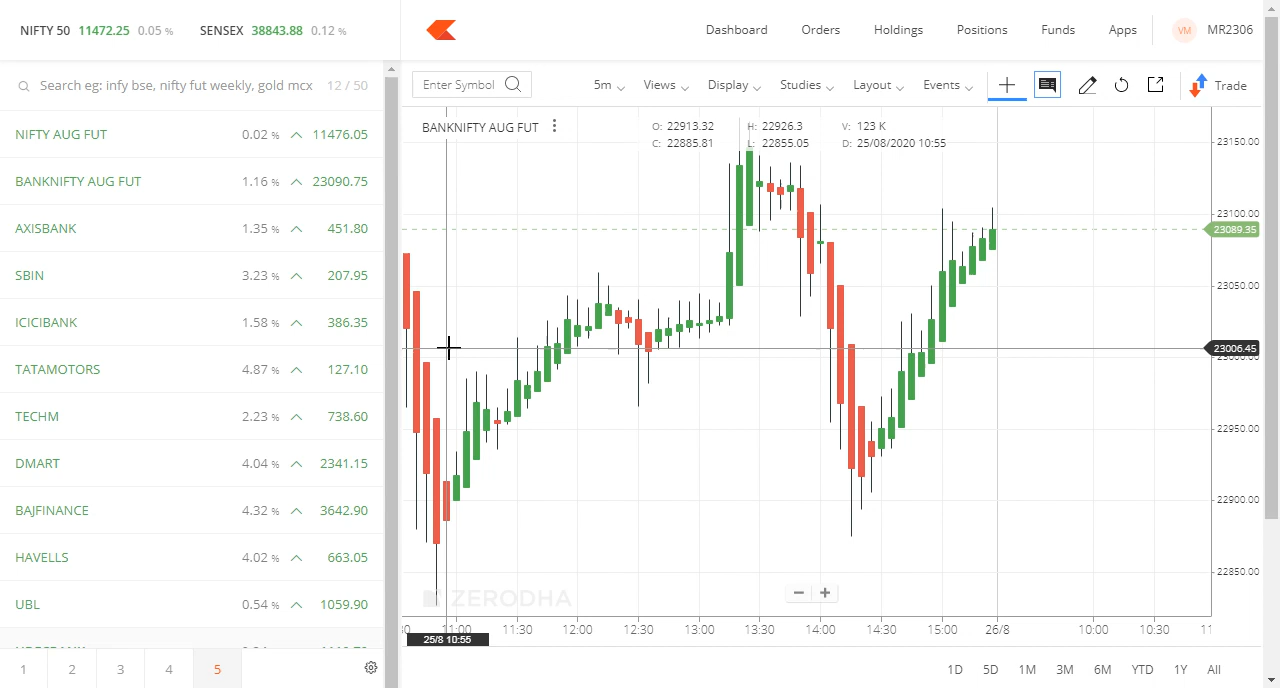 NIFTY 50 11472.25 0.05 % SENSEX 38843.88 0.12 %
Dashboard Orders Holdings Positions Funds Apps VM MR2306
Search eg: infy bse, nifty fut weekly, gold mcx 12 / 50
Enter Symbol 5m Views Display Studies Layout Events Trade
NIFTY AUG FUT 0.02 % 11476.05
BANKNIFTY AUG FUT 1.16 % 23090.75
AXISBANK 1.35 % 451.80
SBIN 3.23 % 207.95
ICICIBANK 1.58 % 386.35
TATAMOTORS 4.87 % 127.10
TECHM 2.23 % 738.60
DMART 4.04 % 2341.15
BAJFINANCE 4.32 % 3642.90
HAVELLS 4.02 % 663.05
UBL 0.54 % 1059.90
1 2 3 4 5
BANKNIFTY AUG FUT
O: 22913.32 H: 22926.3 V: 123 K
C: 22885.81 L: 22855.05 D: 25/08/2020 10:55
23150.00
23100.00
23089.35
23050.00
23006.45
23000.00
22950.00
22900.00
22850.00
ZERODHA
11:00 11:30 12:00 12:30 13:00 13:30 14:00 14:30 15:00 26/8 10:00 10:30 11
25/8 10:55
1D 5D 1M 3M 6M YTD 1Y All